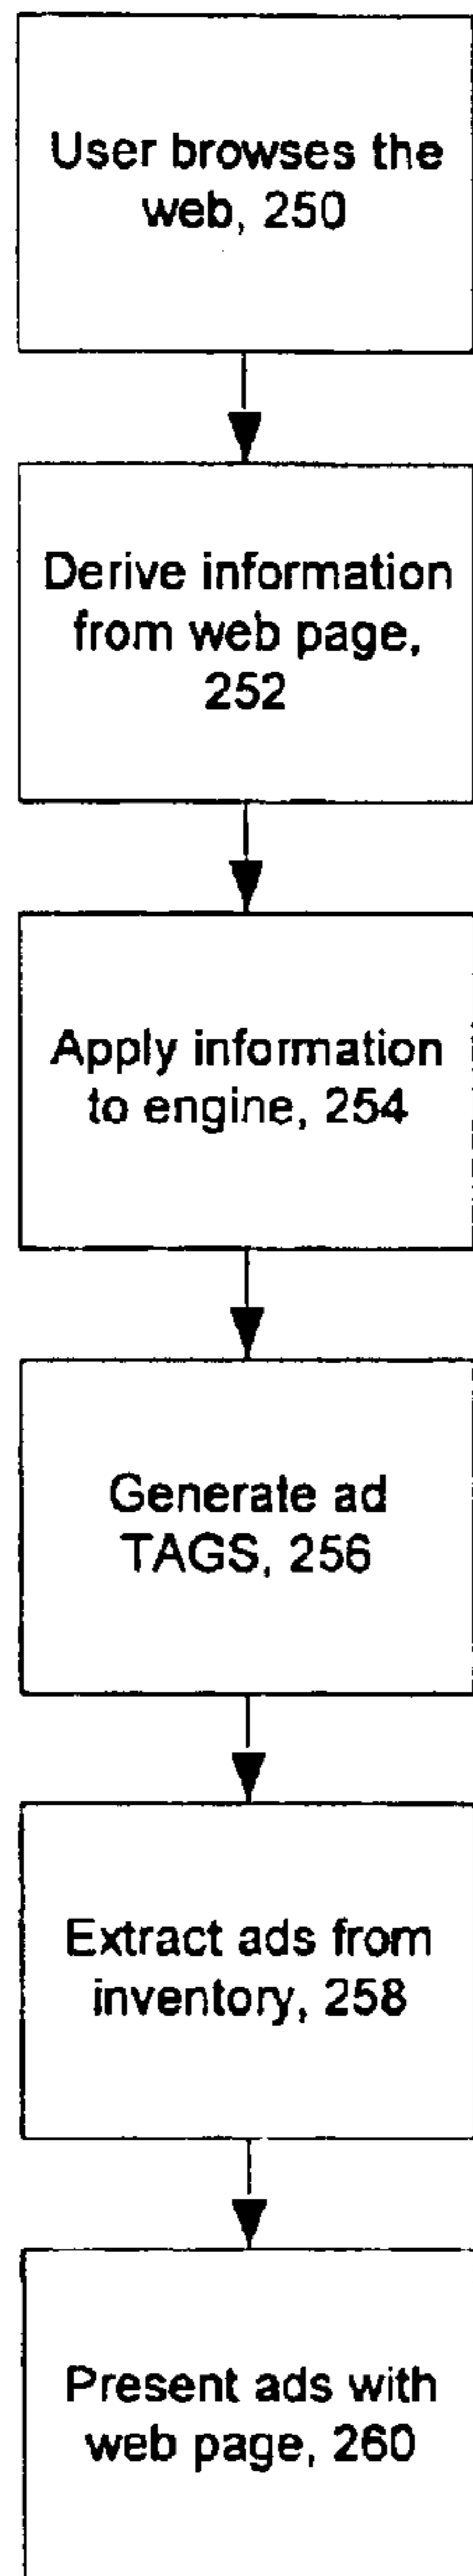 User browses the
web, 250
Derive information
from web page,
252
Apply information
to engine, 254
Generate ad
TAGS, 256
Extract ads from
inventory, 258
Present ads with
web page, 260